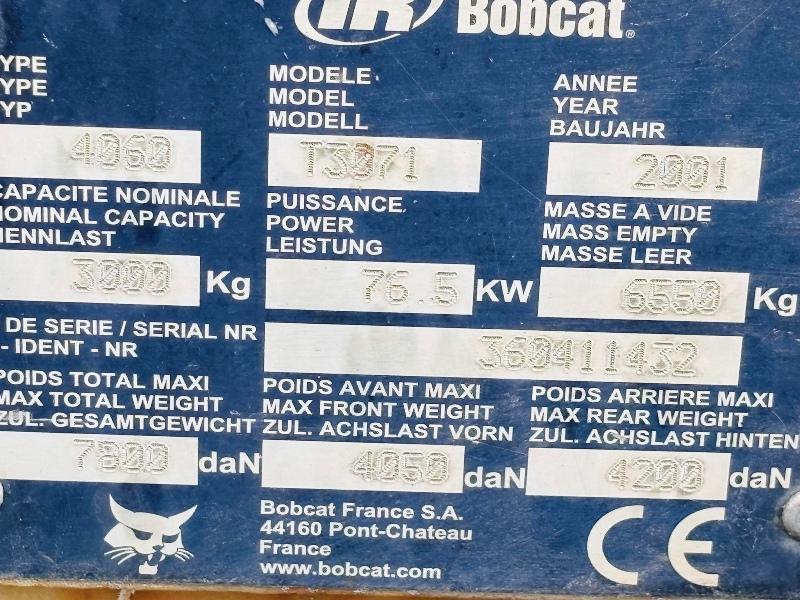 IR Bobcat®
YPE
YPE
YP
4060
MODELE
MODEL
MODELL
T3071
ANNEE
YEAR
BAUJAHR
2001
CAPACITE NOMINALE
NOMINAL CAPACITY
NENNLAST
3000 Kg
PUISSANCE
POWER
LEISTUNG
76.5 KW
MASSE A VIDE
MASS EMPTY
MASSE LEER
6550 Kg
DE SERIE / SERIAL NR
- IDENT - NR
360411432
POIDS TOTAL MAXI
MAX TOTAL WEIGHT
ZUL. GESAMTGEWICHT
7800 daN
POIDS AVANT MAXI
MAX FRONT WEIGHT
ZUL. ACHSLAST VORN
4050 daN
POIDS ARRIERE MAXI
MAX REAR WEIGHT
ZUL. ACHSLAST HINTEN
4200 daN
Bobcat France S.A.
44160 Pont-Chateau
France
www.bobcat.com
CE